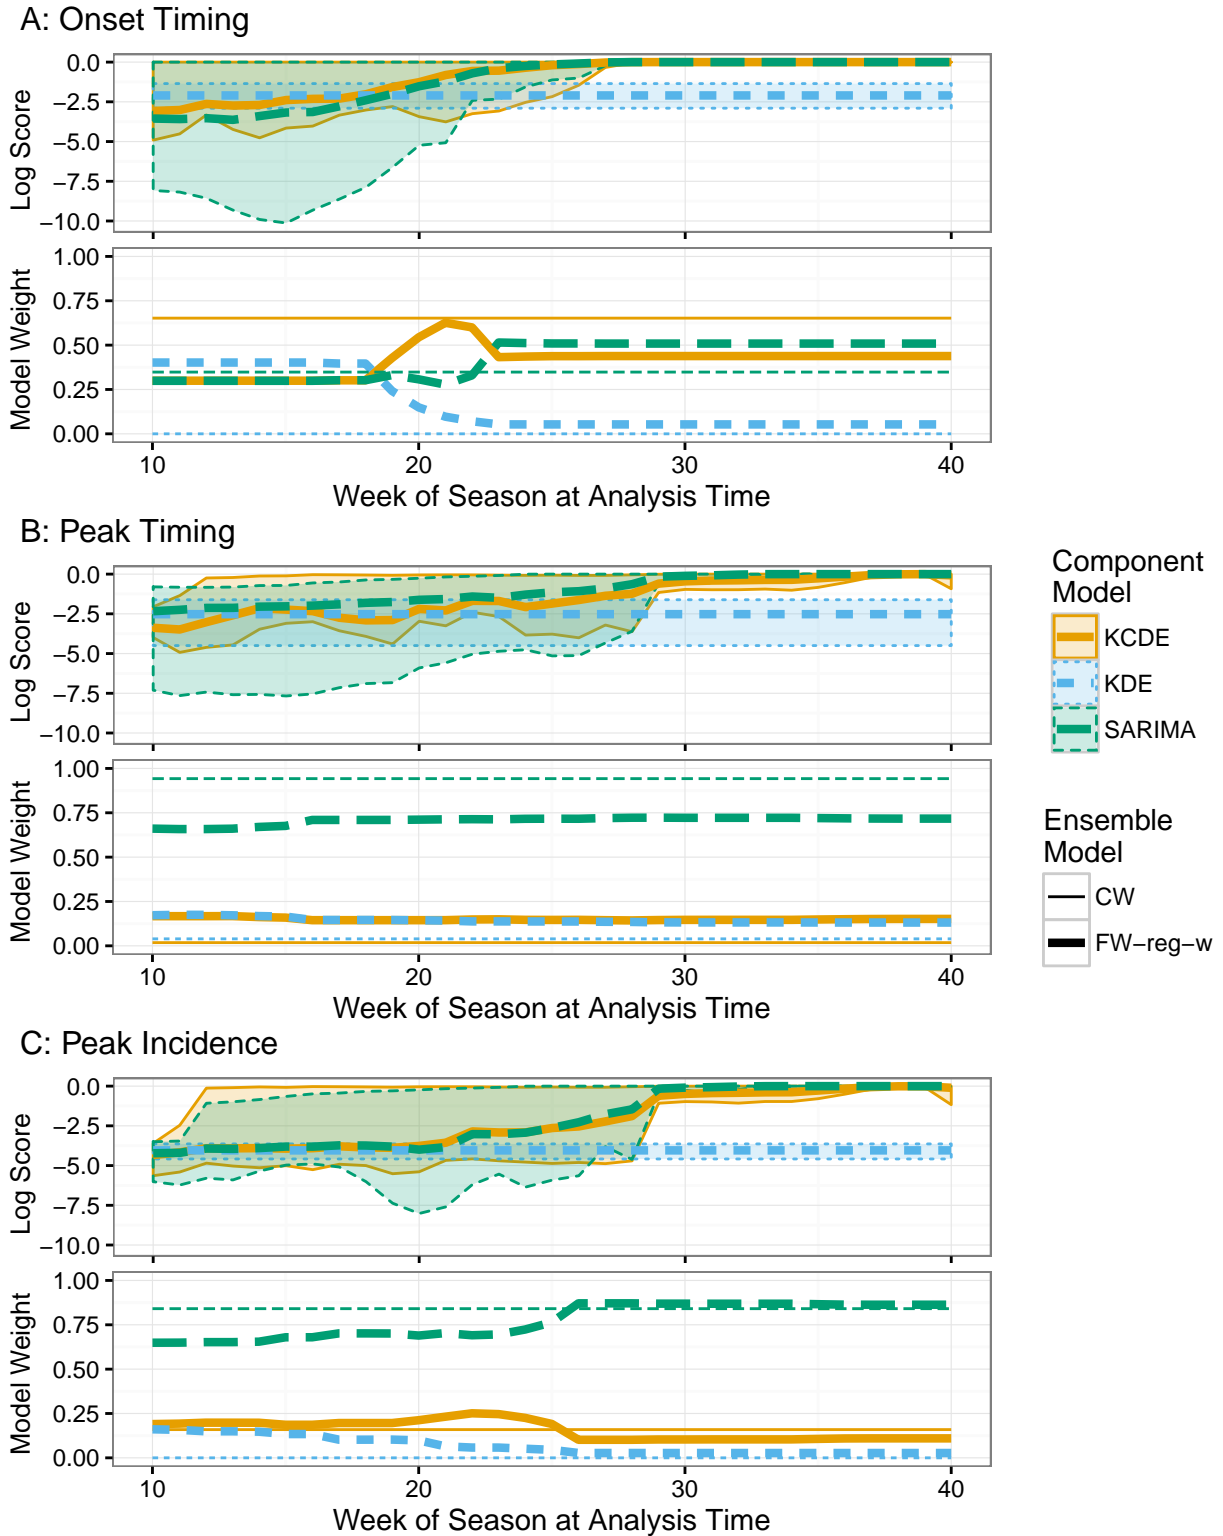 A: Onset Timing
Log Score
0.0
−2.5
−5.0
−7.5
−10.0
Model Weight
1.00
0.75
0.50
0.25
0.00
10 20 30 40
Week of Season at Analysis Time
B: Peak Timing
Log Score
0.0
−2.5
−5.0
−7.5
−10.0
Model Weight
1.00
0.75
0.50
0.25
0.00
10 20 30 40
Week of Season at Analysis Time
C: Peak Incidence
Log Score
0.0
−2.5
−5.0
−7.5
−10.0
Model Weight
1.00
0.75
0.50
0.25
0.00
10 20 30 40
Week of Season at Analysis Time
Component
Model
KCDE
KDE
SARIMA
Ensemble
Model
CW
FW−reg−w